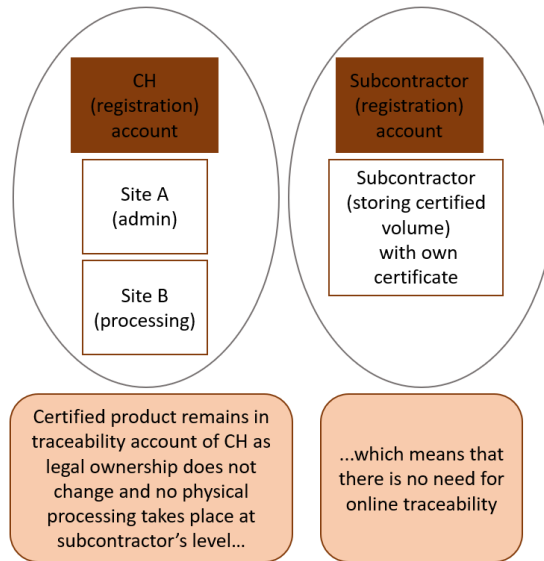 CH
(registration)
account
Site A
(admin)
Site B
(processing)
Certified product remains in
traceability account of CH as
legal ownership does not
change and no physical
processing takes place at
subcontractor's level...
Subcontractor
(registration)
account
Subcontractor
(storing certified
volume)
with own
certificate
...which means that
there is no need for
online traceability